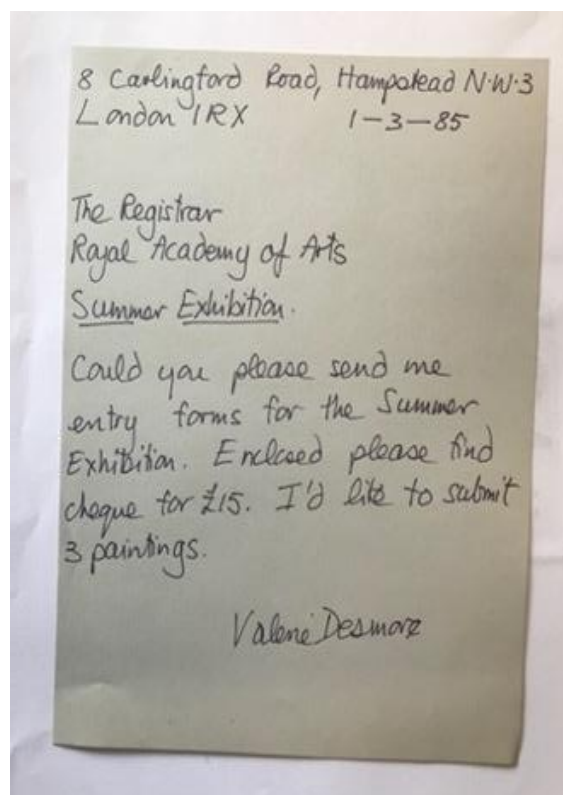 8 Carlingford Road, Hampstead N.W.3
London 1RX 1-3-85
The Registrar
Royal Academy of Arts
Summer Exhibition.
Could you please send me
entry forms for the Summer
Exhibition. Enclosed please find
cheque for £15. I'd like to submit
3 paintings.
Valerie Desmore